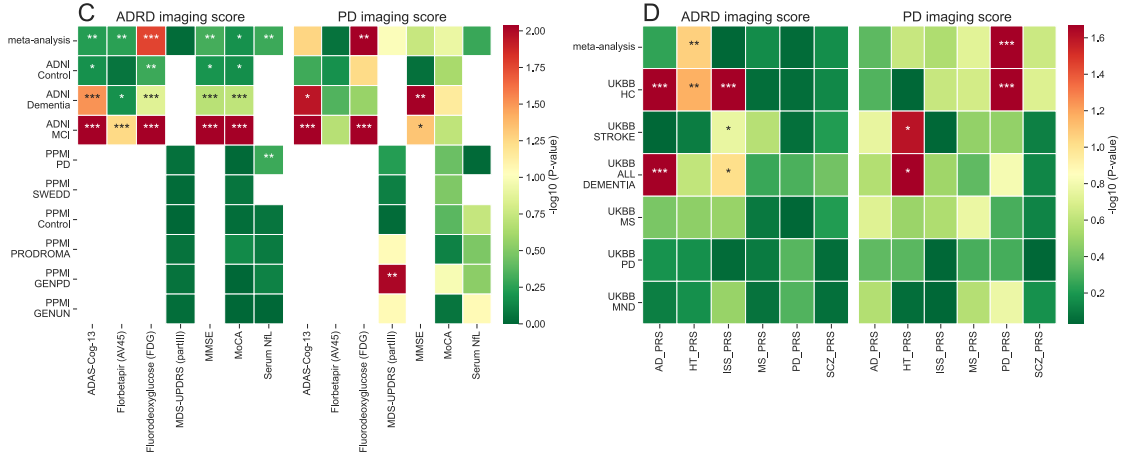 C
ADRD imaging score
PD imaging score
meta-analysis
ADNI
Control
ADNI
Dementia
ADNI
MCI
PPMI
PD
PPMI
SWEDD
PPMI
Control
PPMI
PRODROMA
PPMI
GENPD
PPMI
GENUN
** ** *** ** * **
**
* ** * *
*** * *** *** ***
* **
*** *** *** *** ***
*** *** *
**
**
ADAS-Cog-13
Florbetapir (AV45)
Fluorodeoxyglucose (FDG)
MDS-UPDRS (partIII)
MMSE
MoCA
Serum NfL
ADAS-Cog-13
Florbetapir (AV45)
Fluorodeoxyglucose (FDG)
MDS-UPDRS (partIII)
MMSE
MoCA
Serum NfL
2.00
1.75
1.50
1.25
1.00
0.75
0.50
0.25
0.00
-log10 (P-value)
D
ADRD imaging score
PD imaging score
meta-analysis
UKBB
HC
UKBB
STROKE
UKBB
ALL
DEMENTIA
UKBB
MS
UKBB
PD
UKBB
MND
**
***
*** ** ***
***
*
*
*** *
*
AD_PRS
HT_PRS
ISS_PRS
MS_PRS
PD_PRS
SCZ_PRS
AD_PRS
HT_PRS
ISS_PRS
MS_PRS
PD_PRS
SCZ_PRS
1.6
1.4
1.2
1.0
0.8
0.6
0.4
0.2
-log10 (P-value)